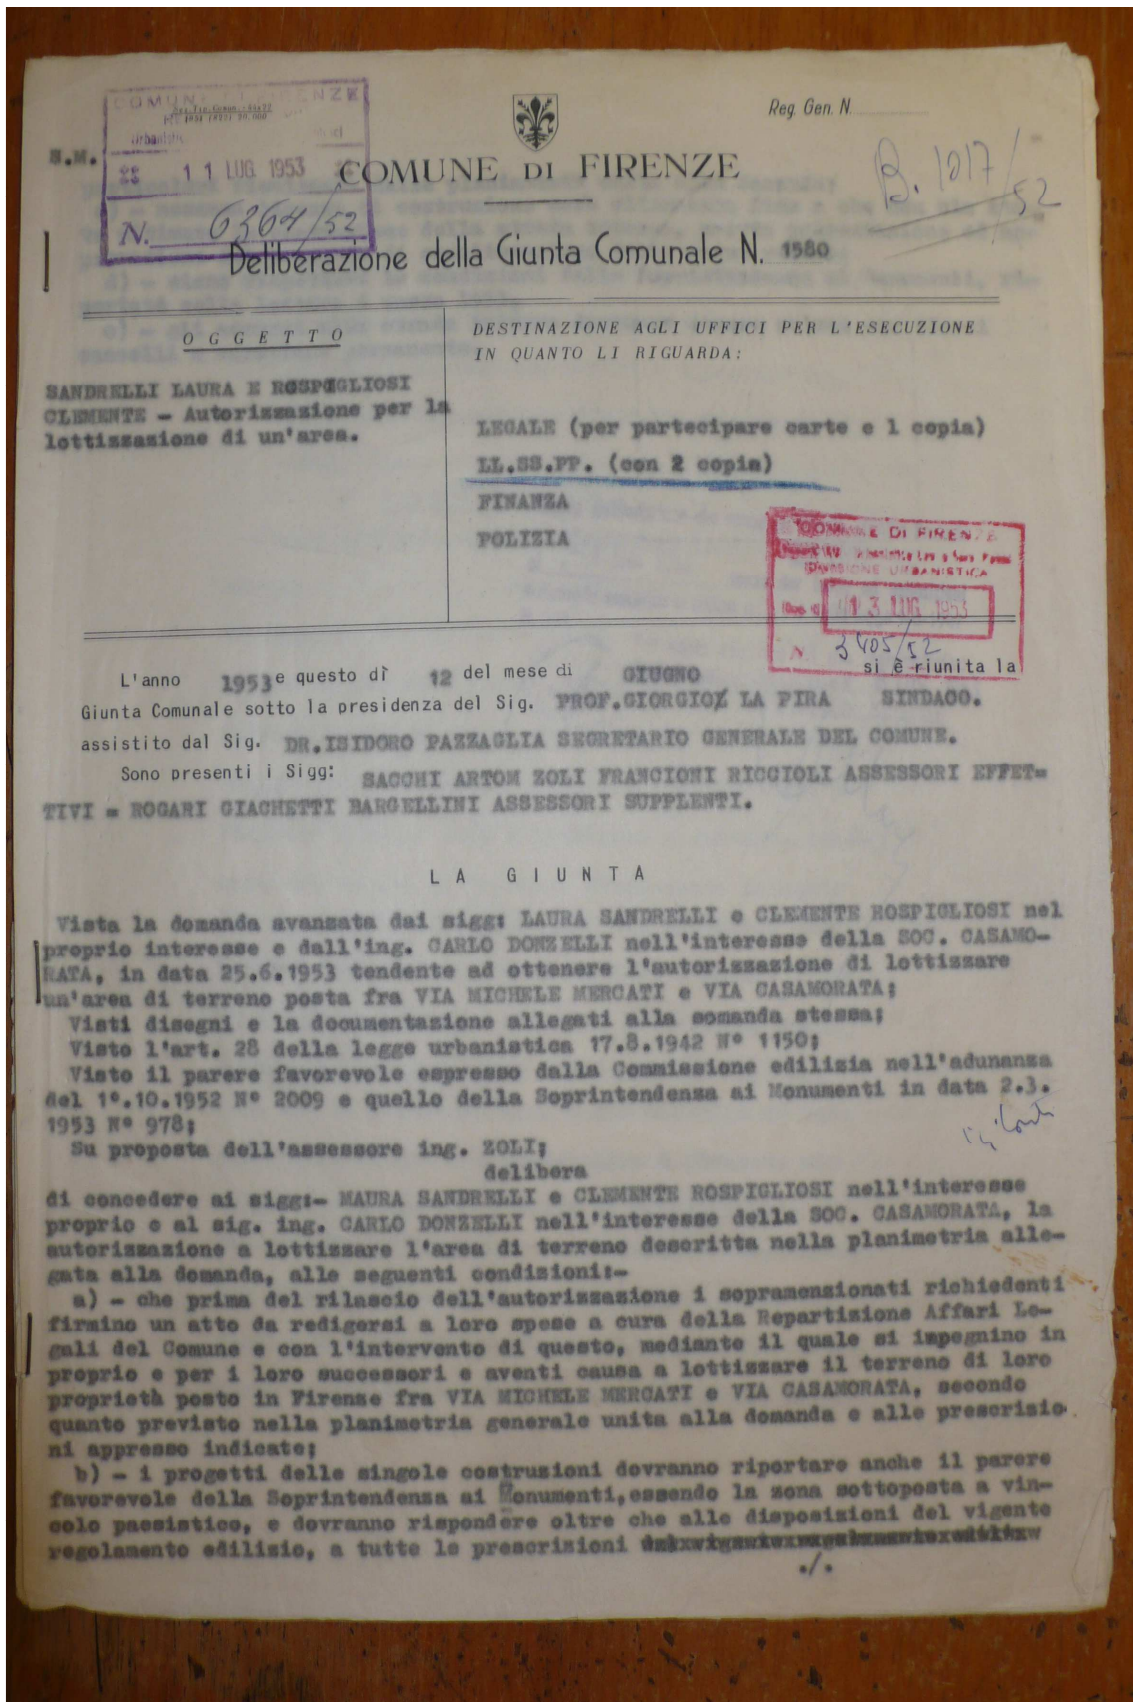 COMUNE DI FIRENZE
Reg. Gen. N.
S.M.
11 LUG 1953
COMUNE DI FIRENZE
B. 1017/52
N. 6364/52
Deliberazione della Giunta Comunale N. 1580
OGGETTO
DESTINAZIONE AGLI UFFICI PER L'ESECUZIONE
IN QUANTO LI RIGUARDA:
SANDRELLI LAURA E ROSPIGLIOSI
CLEMENTE - Autorizzazione per la
lottizzazione di un'area.
LEGALE (per partecipare carte e 1 copia)
LL.SS.PP. (con 2 copia)
FINANZA
POLIZIA
COMUNE DI FIRENZE
DIVISIONE URBANISTICA
13 LUG 1953
N. 3405/52
si è riunita la
L'anno 1953 e questo dì 12 del mese di GIUGNO
Giunta Comunale sotto la presidenza del Sig. PROF.GIORGIO LA PIRA SINDACO.
assistito dal Sig. DR.ISIDORO PAZZAGLIA SEGRETARIO GENERALE DEL COMUNE.
Sono presenti i Sigg: SACCHI ARTOM ZOLI FRANCIONI RICCIOLI ASSESSORI EFFET=
TIVI = ROGARI GIACHETTI BARGELLINI ASSESSORI SUPPLENTI.
LA GIUNTA
Vista la domanda avanzata dai sigg: LAURA SANDRELLI e CLEMENTE ROSPIGLIOSI nel
proprio interesse e dall'ing. CARLO DONZELLI nell'interesse della SOC. CASAMO-
RATA, in data 25.6.1953 tendente ad ottenere l'autorizzazione di lottizzare
un'area di terreno posta fra VIA MICHELE MERCATI e VIA CASAMORATA;
Visti disegni e la documentazione allegati alla somanda stessa;
Visto l'art. 28 della legge urbanistica 17.8.1942 N° 1150;
Visto il parere favorevole espresso dalla Commissione edilizia nell'adunanza
del 1°.10.1952 N° 2009 e quello della Soprintendenza ai Monumenti in data 2.3.
1953 N° 978;
Su proposta dell'assessore ing. ZOLI;
delibera
di concedere ai sigg:- MAURA SANDRELLI e CLEMENTE ROSPIGLIOSI nell'interesse
proprio e al sig. ing. CARLO DONZELLI nell'interesse della SOC. CASAMORATA, la
autorizzazione a lottizzare l'area di terreno descritta nella planimetria alle-
gata alla domanda, alle seguenti condizioni:-
a) - che prima del rilascio dell'autorizzazione i sopramenzionati richiedenti
firmino un atto da redigersi a loro spese a cura della Repartizione Affari Le-
gali del Comune e con l'intervento di questo, mediante il quale si impegnino in
proprio e per i loro successori e aventi causa a lottizzare il terreno di loro
proprietà posto in Firenze fra VIA MICHELE MERCATI e VIA CASAMORATA, secondo
quanto previsto nella planimetria generale unita alla domanda e alle prescrizio-
ni appresso indicate;
b) - i progetti delle singole costruzioni dovranno riportare anche il parere
favorevole della Soprintendenza ai Monumenti,essendo la zona sottoposta a vin-
colo paesistico, e dovranno rispondere oltre che alle disposizioni del vigente
regolamento edilizio, a tutte le prescrizioni
./.